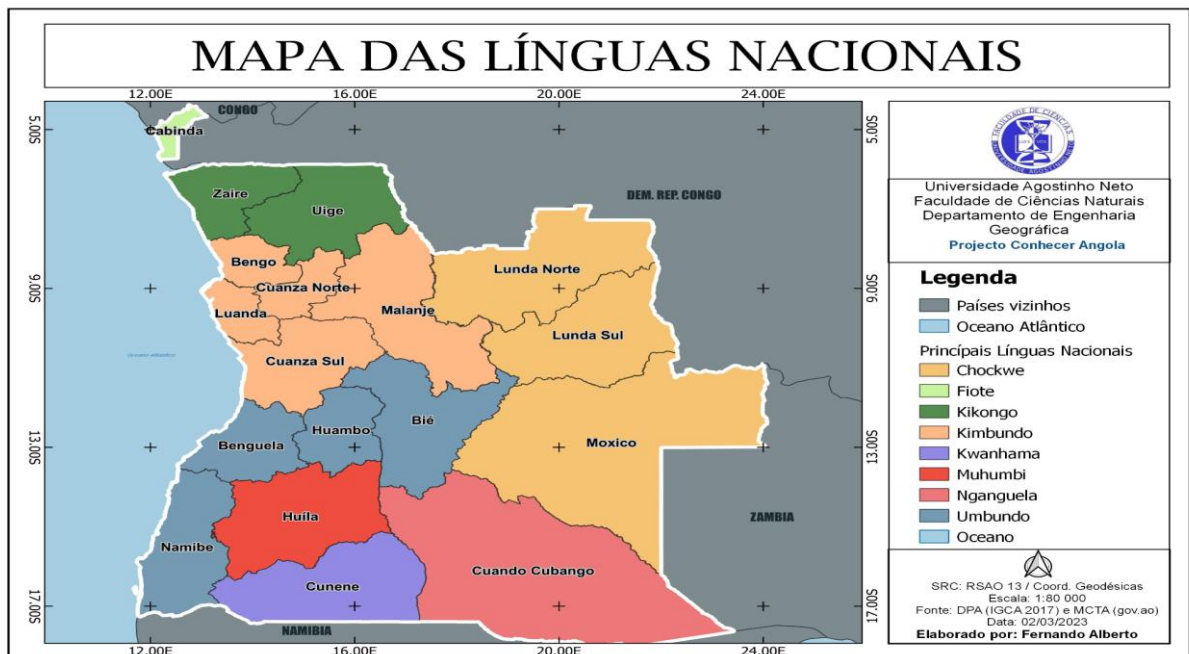 MAPA DAS LÍNGUAS NACIONAIS
12.00E 16.00E 20.00E 24.00E
5.00S 5.00S
CONGO
Cabinda
DEM. REP. CONGO
Zaire
Uige
Bengo
Lunda Norte
9.00S 9.00S
Cuanza Norte
Luanda
Malanje
Lunda Sul
Oceano Atlântico
Cuanza Sul
Bié
Huambo
Benguela
Moxico
13.00S 13.00S
Huíla
ZAMBIA
Namibe
Cuando Cubango
Cunene
17.00S 17.00S
NAMIBIA
12.00E 16.00E 20.00E 24.00E
Universidade Agostinho Neto
Faculdade de Ciências Naturais
Departamento de Engenharia
Geográfica
Projecto Conhecer Angola
Legenda
Países vizinhos
Oceano Atlântico
Princípais Línguas Nacionais
Chockwe
Fiote
Kikongo
Kimbundo
Kwanhama
Muhumbi
Nganguela
Umbundo
Oceano
SRC: RSAO 13 / Coord. Geodésicas
Escala: 1:80 000
Fonte: DPA (IGCA 2017) e MCTA (gov.ao)
Data: 02/03/2023
Elaborado por: Fernando Alberto